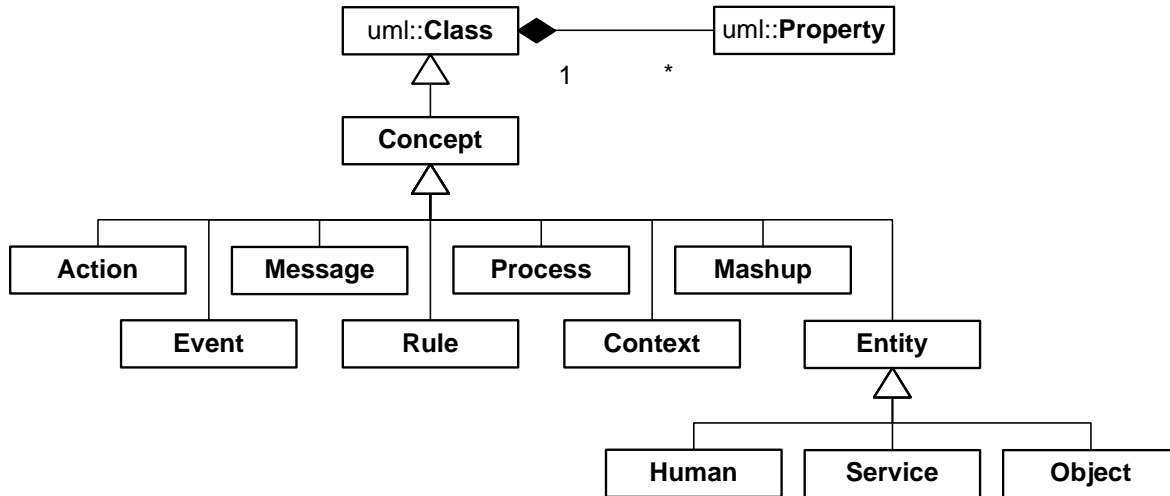 uml::Class
uml::Property
1
*
Concept
Action
Message
Process
Mashup
Event
Rule
Context
Entity
Human
Service
Object